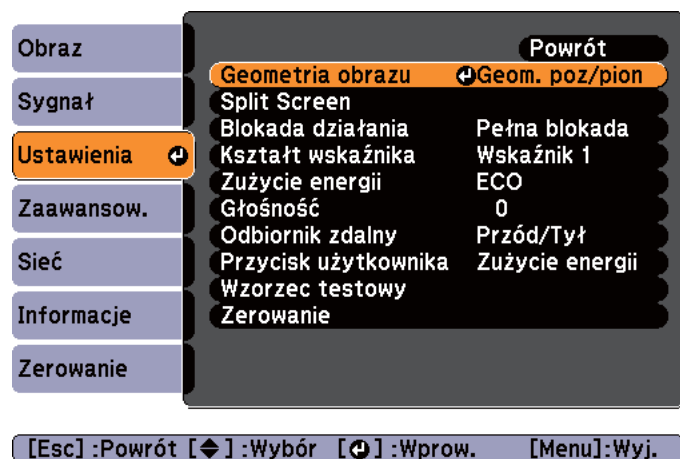 Obraz
Sygnał
Ustawienia
Zaawansow.
Sieć
Informacje
Zerowanie
Powrót
Geometria obrazu Geom. poz/pion
Split Screen
Blokada działania Pełna blokada
Kształt wskaźnika Wskaźnik 1
Zużycie energii ECO
Głośność 0
Odbiornik zdalny Przód/Tył
Przycisk użytkownika Zużycie energii
Wzorzec testowy
Zerowanie
[Esc] :Powrót [◆] :Wybór [⏎] :Wprow. [Menu]:Wyj.